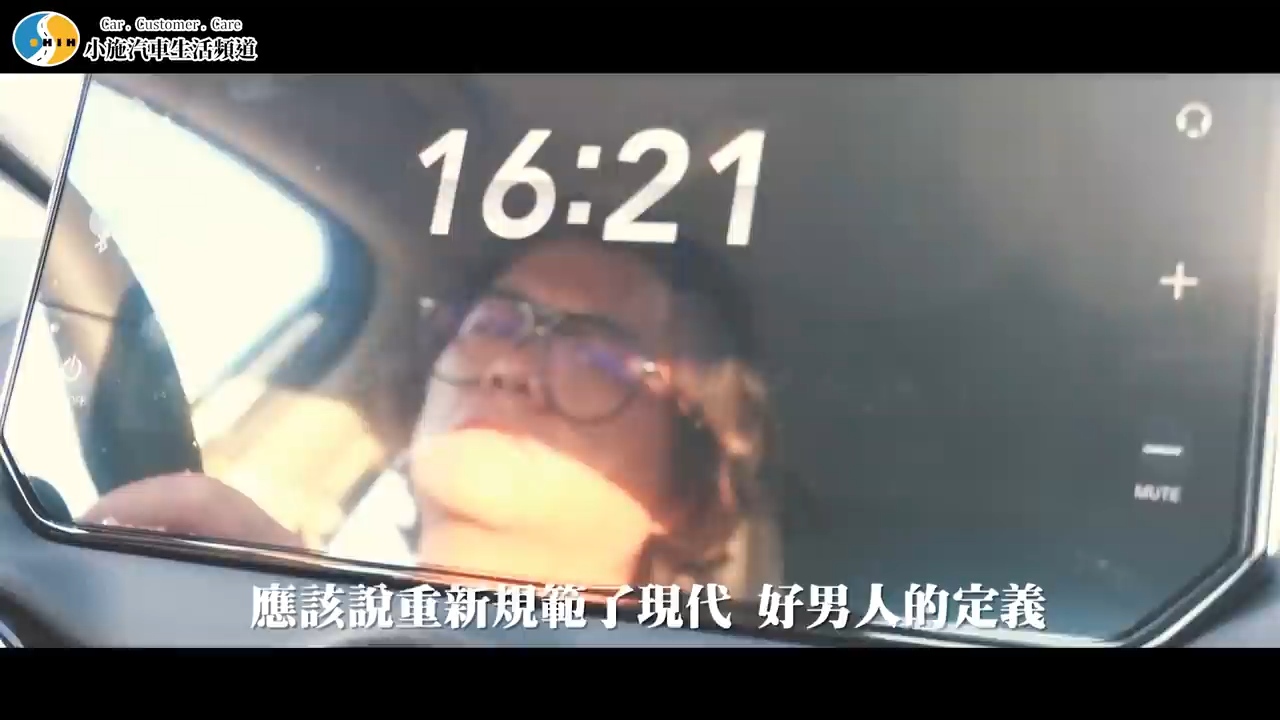 Car. Customer. Care
SHIH
小施汽車生活頻道
16:21
MUTE
應該說重新規範了現代 好男人的定義